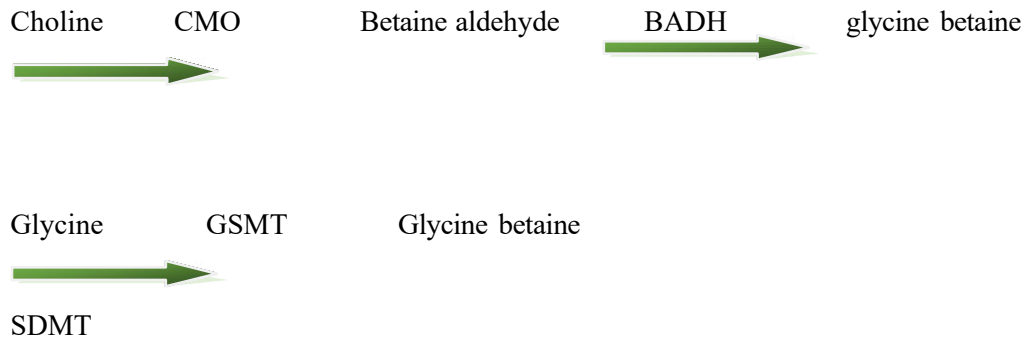 Choline CMO Betaine aldehyde BADH glycine betaine
Glycine GSMT Glycine betaine
SDMT